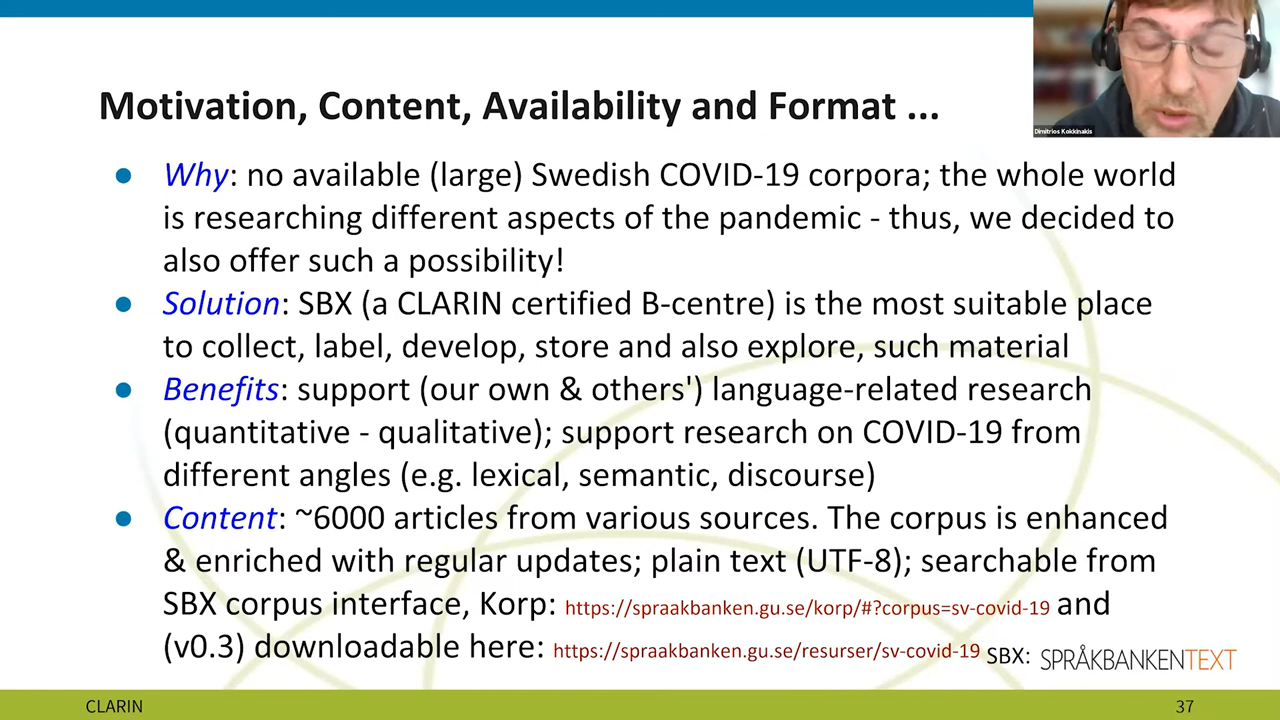 Motivation, Content, Availability and Format ...
Dimitrios Kokkinakis
● Why: no available (large) Swedish COVID-19 corpora; the whole world
is researching different aspects of the pandemic - thus, we decided to
also offer such a possibility!
● Solution: SBX (a CLARIN certified B-centre) is the most suitable place
to collect, label, develop, store and also explore, such material
● Benefits: support (our own & others') language-related research
(quantitative - qualitative); support research on COVID-19 from
different angles (e.g. lexical, semantic, discourse)
● Content: ~6000 articles from various sources. The corpus is enhanced
& enriched with regular updates; plain text (UTF-8); searchable from
SBX corpus interface, Korp: https://spraakbanken.gu.se/korp/#?corpus=sv-covid-19 and
(v0.3) downloadable here: https://spraakbanken.gu.se/resurser/sv-covid-19 SBX: SPRÅKBANKENTEXT
CLARIN 37